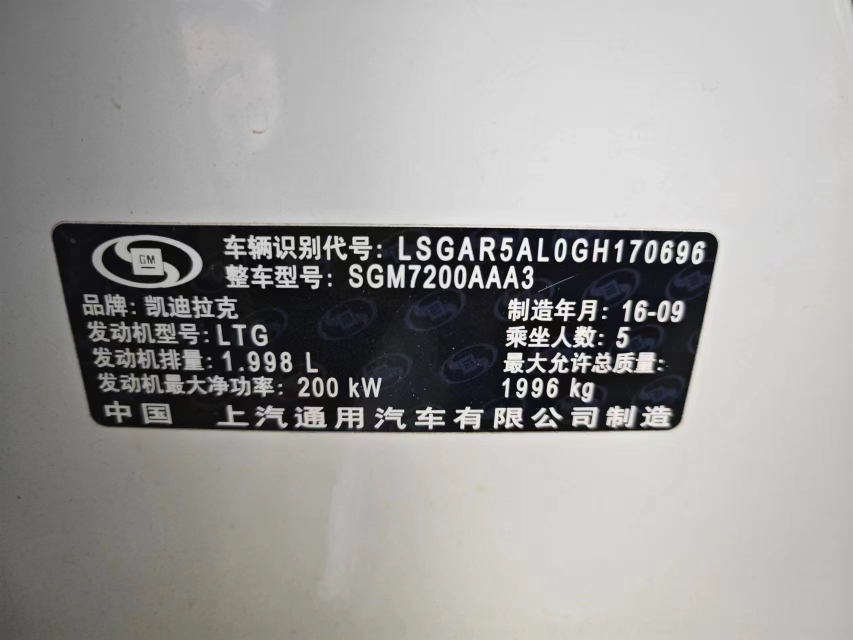 GM
车辆识别代号: LSGAR5AL0GH170696
整车型号: SGM7200AAA3
品牌: 凯迪拉克 制造年月: 16-09
发动机型号: LTG 乘坐人数: 5
发动机排量: 1.998 L 最大允许总质量:
发动机最大净功率: 200 kW 1996 kg
中国 上汽通用汽车有限公司制造